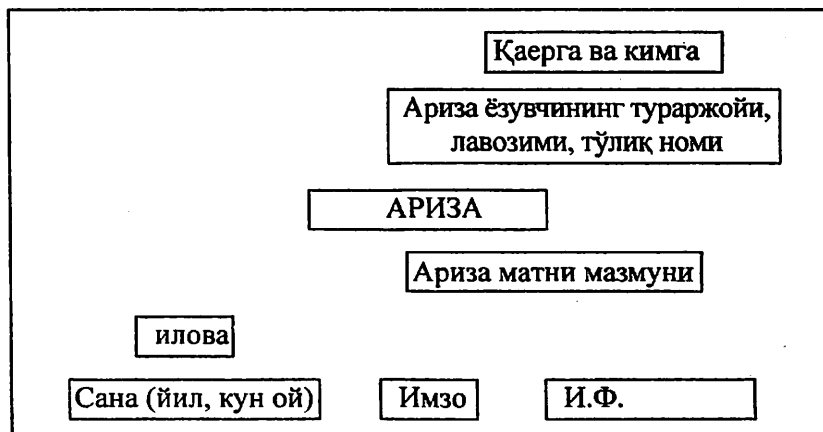 Қаерга ва кимга
Ариза ёзувчининг тураржойи,
лавозими, тўлиқ номи
АРИЗА
Ариза матни мазмуни
илова
Сана (йил, кун ой)
Имзо
И.Ф.